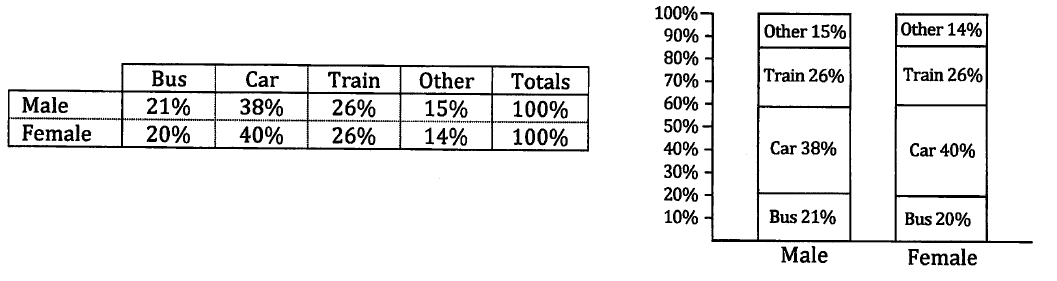 Bus Car Train Other Totals
Male 21% 38% 26% 15% 100%
Female 20% 40% 26% 14% 100%
100%
90%
80%
70%
60%
50%
40%
30%
20%
10%
Other 15%
Train 26%
Car 38%
Bus 21%
Male
Other 14%
Train 26%
Car 40%
Bus 20%
Female